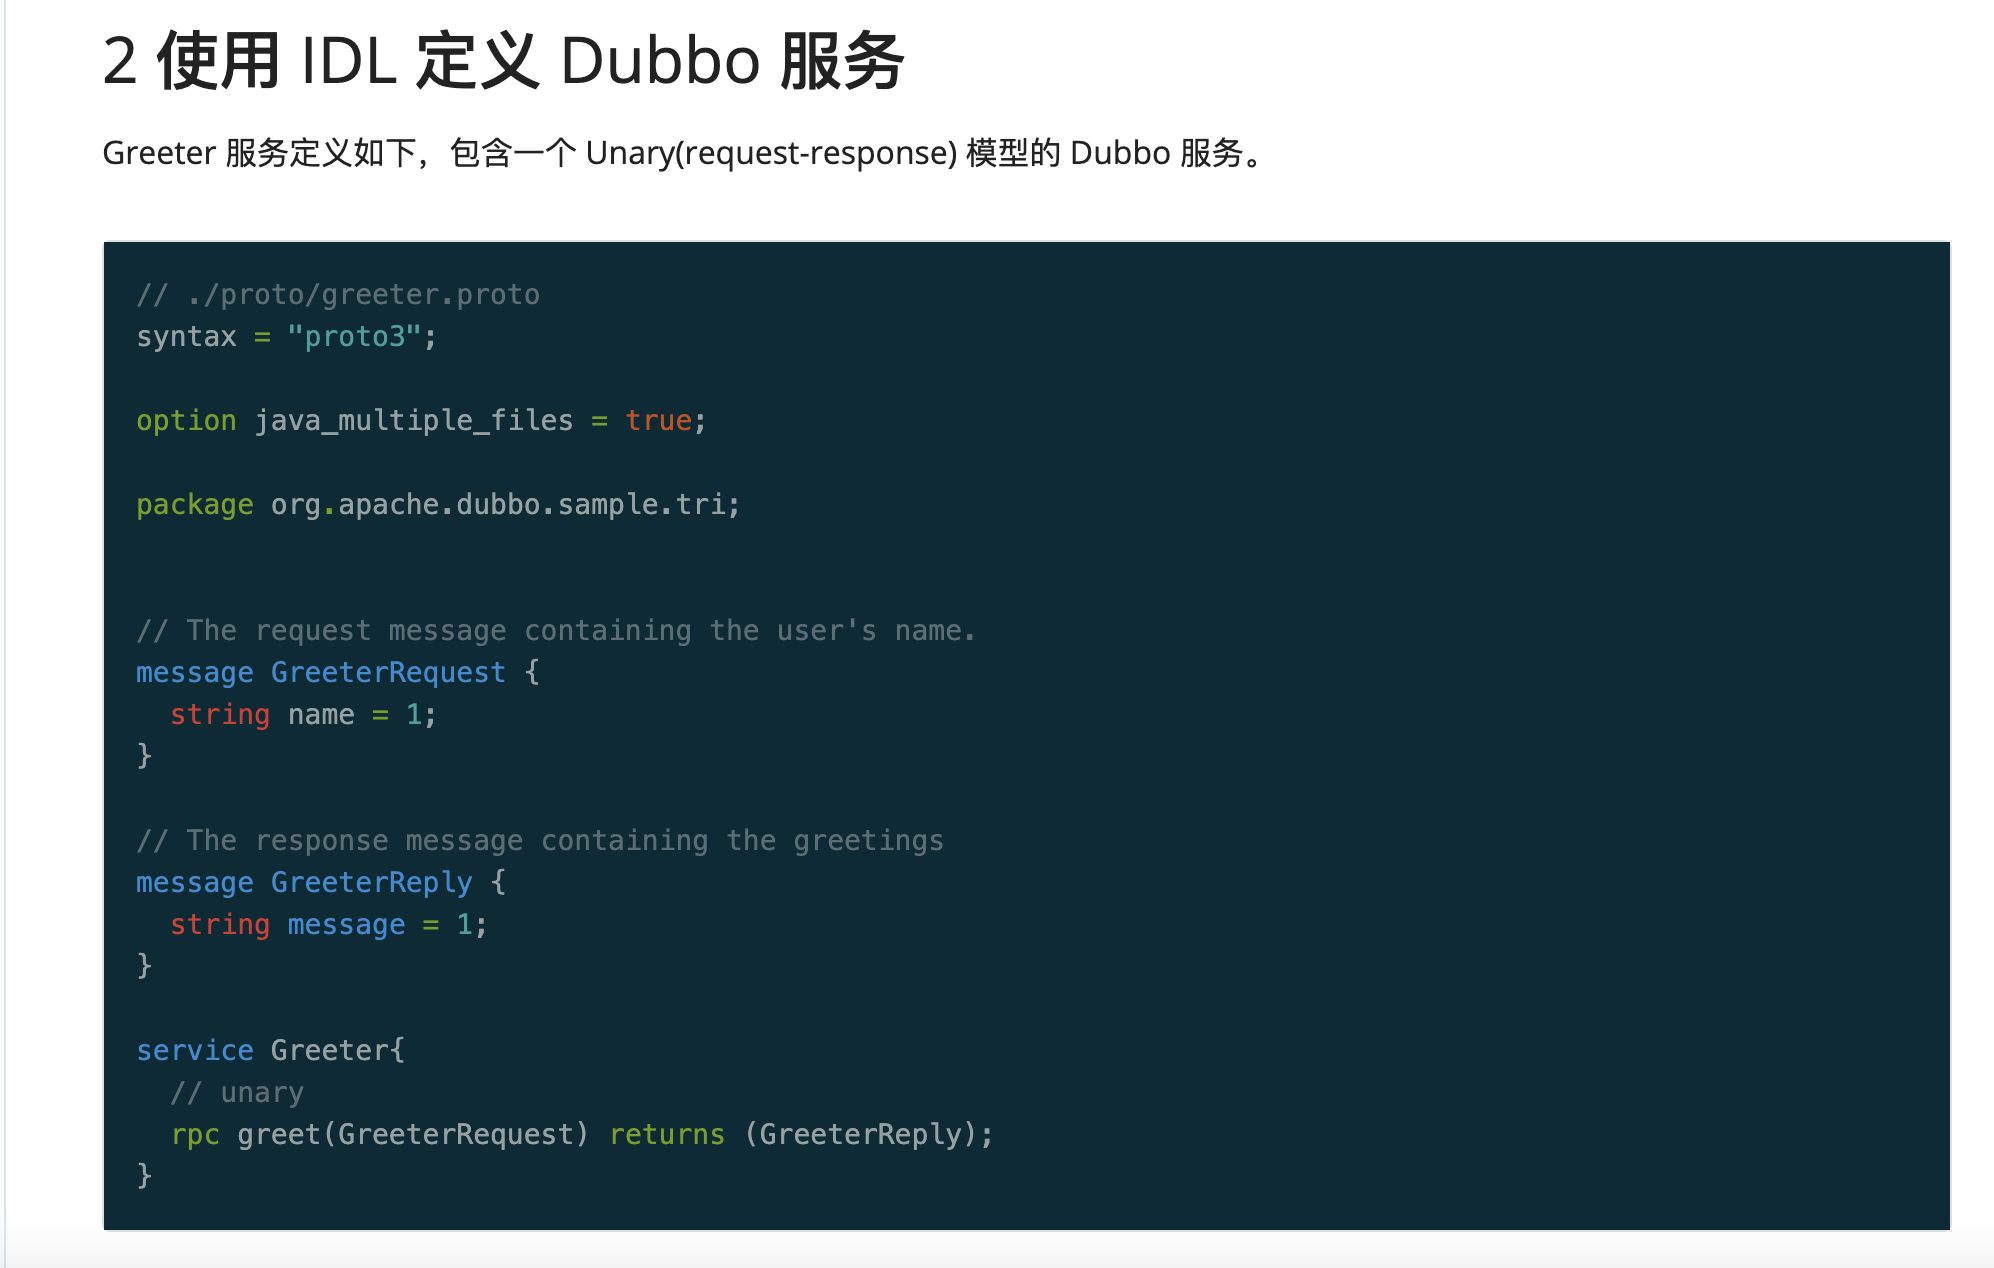 2 使用 IDL 定义 Dubbo 服务
Greeter 服务定义如下，包含一个 Unary(request-response) 模型的 Dubbo 服务。
// ./proto/greeter.proto
syntax = "proto3";
option java_multiple_files = true;
package org.apache.dubbo.sample.tri;
// The request message containing the user's name.
message GreeterRequest {
  string name = 1;
}
// The response message containing the greetings
message GreeterReply {
  string message = 1;
}
service Greeter{
  // unary
  rpc greet(GreeterRequest) returns (GreeterReply);
}